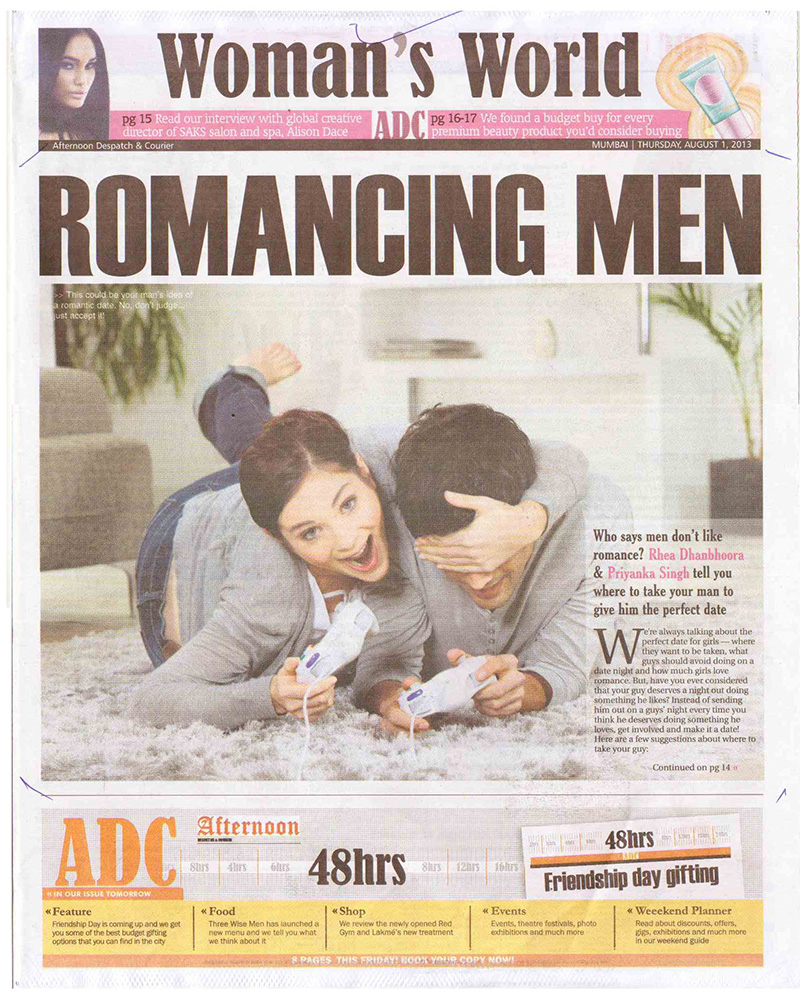 Woman's World
pg 15 Read our interview with global creative
director of SAKS salon and spa, Alison Dace
ADC
pg 16-17 We found a budget buy for every
premium beauty product you'd consider buying
Afternoon Despatch & Courier
MUMBAI | THURSDAY, AUGUST 1, 2013
ROMANCING MEN
>> This could be your man's idea of
a romantic date. No, don't judge...
just accept it!
Who says men don't like
romance? Rhea Dhanbhoora
& Priyanka Singh tell you
where to take your man to
give him the perfect date
We're always talking about the
perfect date for girls — where
they want to be taken, what
guys should avoid doing on a
date night and how much girls love
romance. But, have you ever considered
that your guy deserves a night out doing
something he likes? Instead of sending
him out on a guys' night every time you
think he deserves doing something he
loves, get involved and make it a date!
Here are a few suggestions about where to
take your guy:
Continued on pg 14 »
ADC
Afternoon
DESPATCH & COURIER
8hrs 4hrs 6hrs 48hrs 8hrs 12hrs 16hrs
48hrs
ADC
Friendship day gifting
« IN OUR ISSUE TOMORROW
« Feature
Friendship Day is coming up and we get
you some of the best budget gifting
options that you can find in the city
« Food
Three Wise Men has launched a
new menu and we tell you what
we think about it
« Shop
We review the newly opened Red
Gym and Lakmé's new treatment
« Events
Events, theatre festivals, photo
exhibitions and much more
« Weeekend Planner
Read about discounts, offers,
gigs, exhibitions and much more
in our weekend guide
8 PAGES THIS FRIDAY! BOOK YOUR COPY NOW!